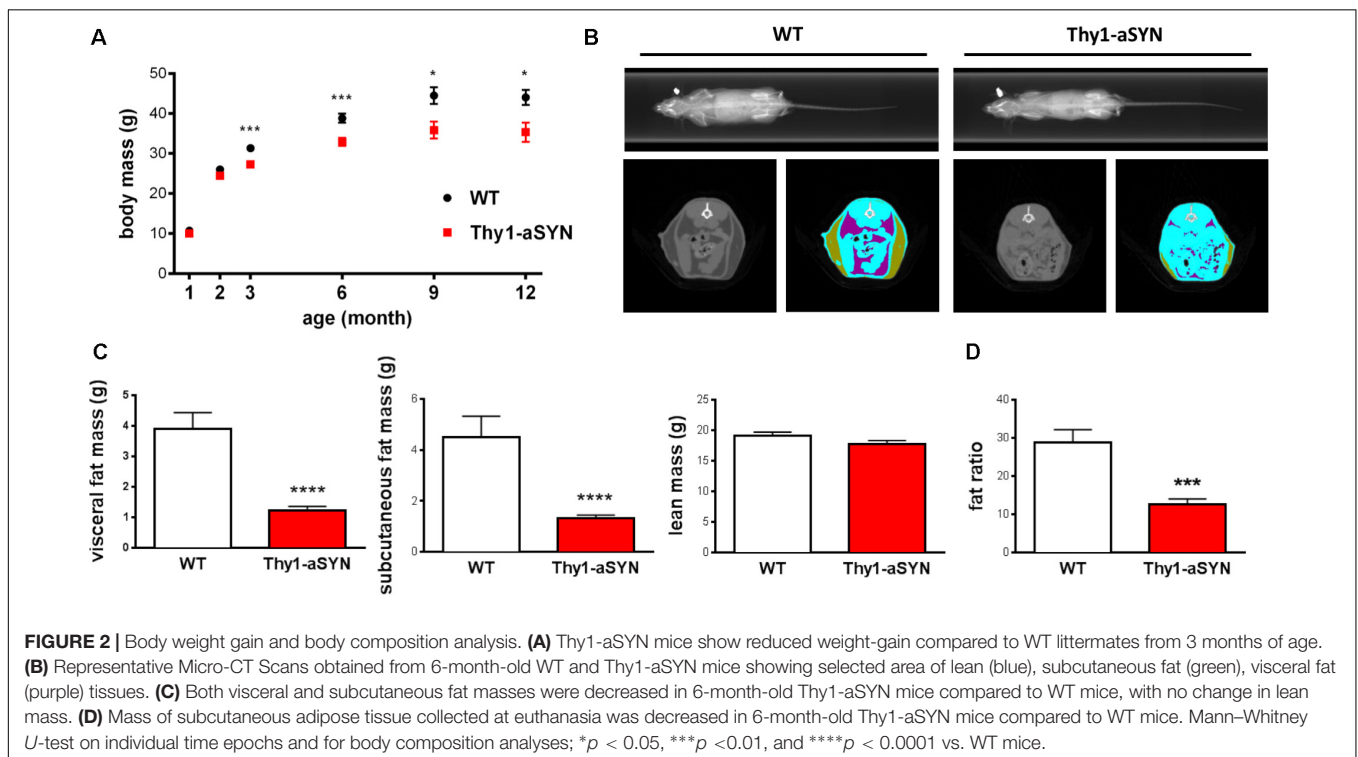 A
B
WT
Thy1-aSYN
50
40
30
20
10
0
body mass (g)
***
***
*
*
WT
Thy1-aSYN
1
2
3
6
9
12
age (month)
C
D
5
4
3
2
1
0
visceral fat mass (g)
****
WT
Thy1-aSYN
6
4
2
0
subcutaneous fat mass (g)
****
WT
Thy1-aSYN
25
20
15
10
5
0
lean mass (g)
WT
Thy1-aSYN
40
30
20
10
0
fat ratio
***
WT
Thy1-aSYN
FIGURE 2 | Body weight gain and body composition analysis. (A) Thy1-aSYN mice show reduced weight-gain compared to WT littermates from 3 months of age.
(B) Representative Micro-CT Scans obtained from 6-month-old WT and Thy1-aSYN mice showing selected area of lean (blue), subcutaneous fat (green), visceral fat
(purple) tissues. (C) Both visceral and subcutaneous fat masses were decreased in 6-month-old Thy1-aSYN mice compared to WT mice, with no change in lean
mass. (D) Mass of subcutaneous adipose tissue collected at euthanasia was decreased in 6-month-old Thy1-aSYN mice compared to WT mice. Mann–Whitney
U-test on individual time epochs and for body composition analyses; *p < 0.05, ***p <0.01, and ****p < 0.0001 vs. WT mice.